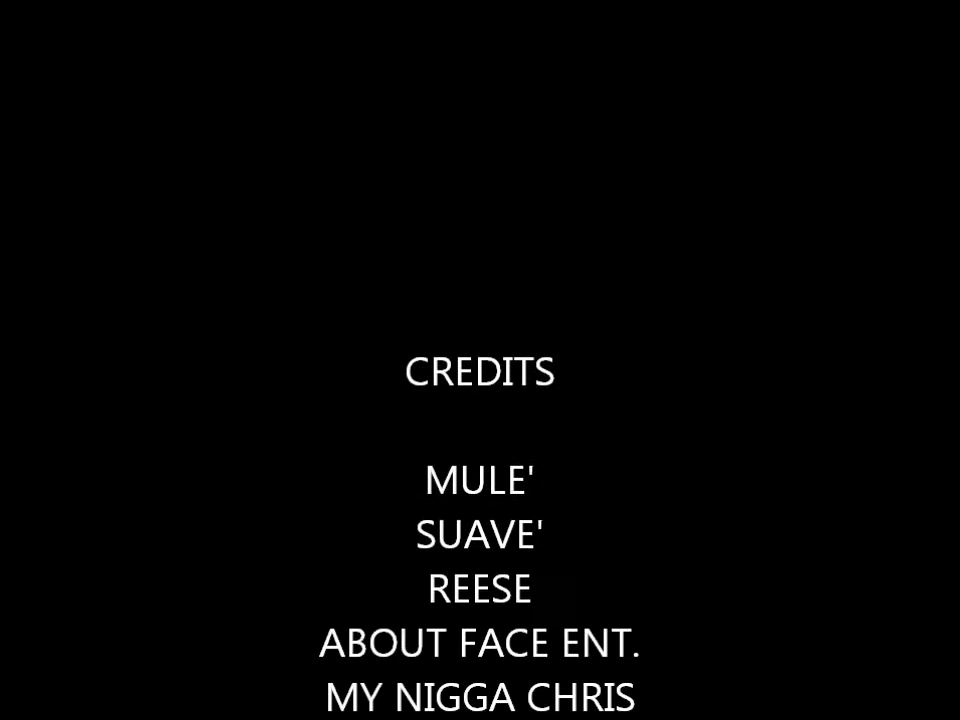 CREDITS
MULE'
SUAVE'
REESE
ABOUT FACE ENT.
MY NIGGA CHRIS